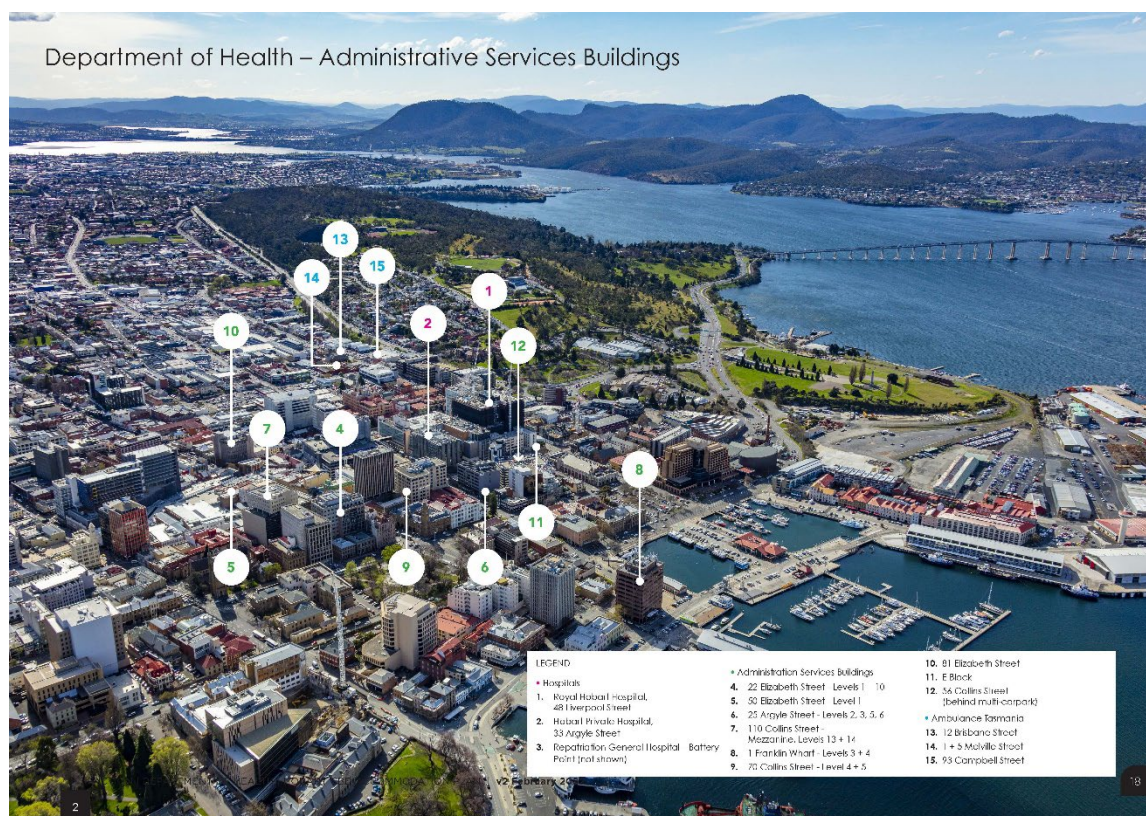 Department of Health – Administrative Services Buildings
13
14
15
1
2
10
12
7
4
8
11
5
9
6
LEGEND
• Hospitals
1. Royal Hobart Hospital,
48 Liverpool Street
2. Hobart Private Hospital,
33 Argyle Street
3. Repatriation General Hospital Battery
Point (not shown)
• Administration Services Buildings
4. 22 Elizabeth Street Levels 1 10
5. 50 Elizabeth Street Level 1
6. 25 Argyle Street - Levels 2, 3, 5, 6
7. 110 Collins Street -
Mezzanine, Levels 13 + 14
8. 1 Franklin Wharf - Levels 3 + 4
9. 70 Collins Street - Level 4 + 5
10. 81 Elizabeth Street
11. E Block
12. 56 Collins Street
(behind multi-carpark)
• Ambulance Tasmania
13. 12 Brisbane Street
14. 1 + 5 Melville Street
15. 93 Campbell Street
v2 February
2
18